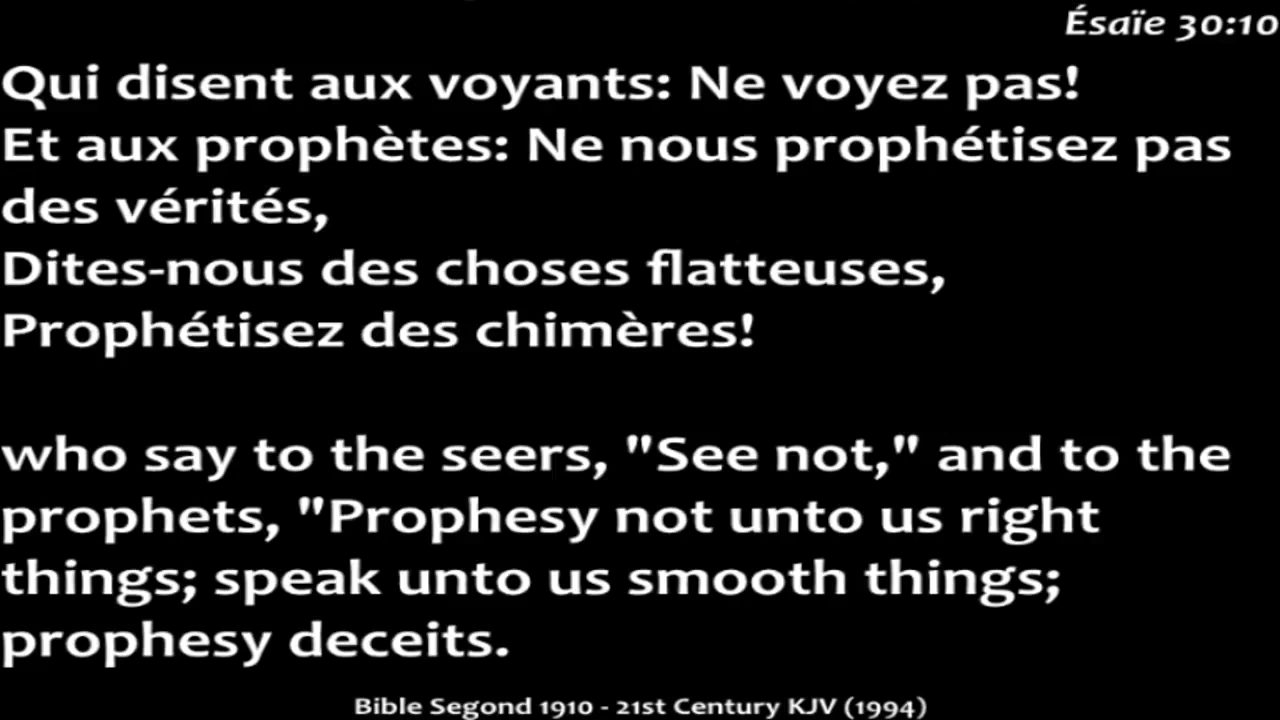 Ésaïe 30:10
Qui disent aux voyants: Ne voyez pas!
Et aux prophètes: Ne nous prophétisez pas
des vérités,
Dites-nous des choses flatteuses,
Prophétisez des chimères!
who say to the seers, "See not," and to the
prophets, "Prophesy not unto us right
things; speak unto us smooth things;
prophesy deceits.
Bible Segond 1910 - 21st Century KJV (1994)